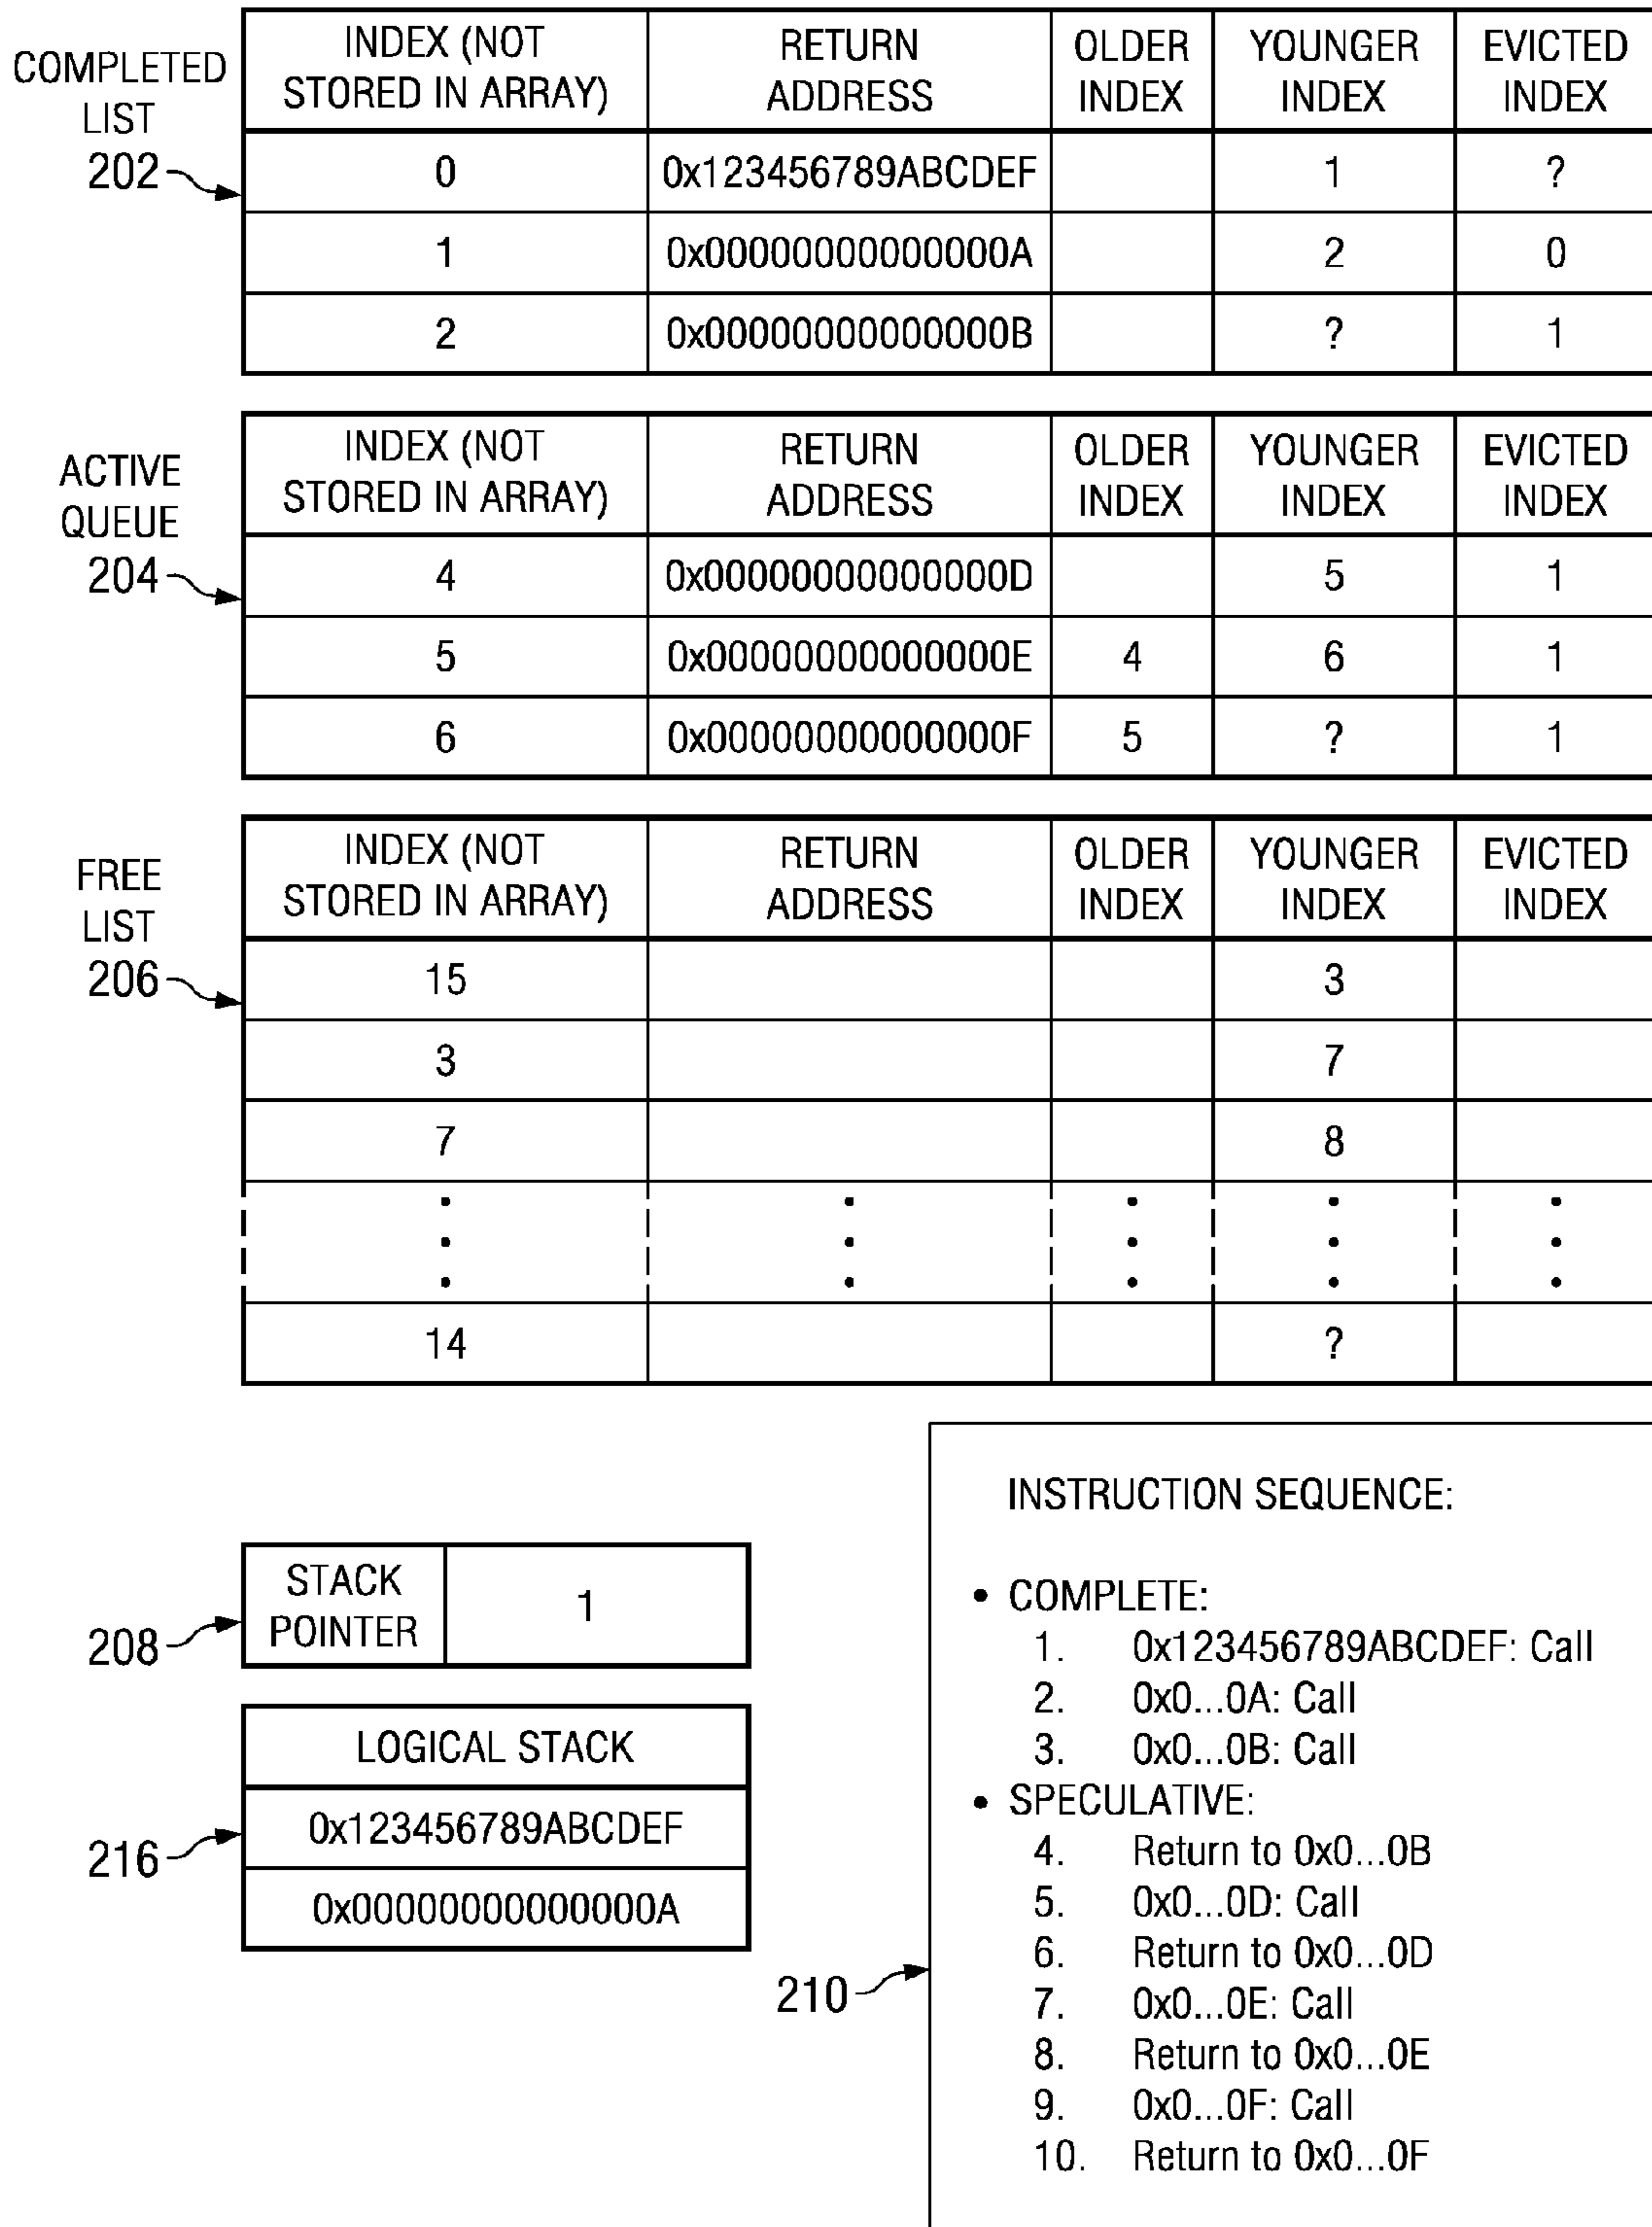 COMPLETED
LIST
202
INDEX (NOT
STORED IN ARRAY)
RETURN
ADDRESS
OLDER
INDEX
YOUNGER
INDEX
EVICTED
INDEX
0 0x123456789ABCDEF 1 ?
1 0x00000000000000A 2 0
2 0x00000000000000B ? 1
ACTIVE
QUEUE
204
INDEX (NOT
STORED IN ARRAY)
RETURN
ADDRESS
OLDER
INDEX
YOUNGER
INDEX
EVICTED
INDEX
4 0x00000000000000D 5 1
5 0x00000000000000E 4 6 1
6 0x00000000000000F 5 ? 1
FREE
LIST
206
INDEX (NOT
STORED IN ARRAY)
RETURN
ADDRESS
OLDER
INDEX
YOUNGER
INDEX
EVICTED
INDEX
15 3
3 7
7 8
14 ?
208
STACK
POINTER
1
216
LOGICAL STACK
0x123456789ABCDEF
0x00000000000000A
210
INSTRUCTION SEQUENCE:
• COMPLETE:
1. 0x123456789ABCDEF: Call
2. 0x0...0A: Call
3. 0x0...0B: Call
• SPECULATIVE:
4. Return to 0x0...0B
5. 0x0...0D: Call
6. Return to 0x0...0D
7. 0x0...0E: Call
8. Return to 0x0...0E
9. 0x0...0F: Call
10. Return to 0x0...0F